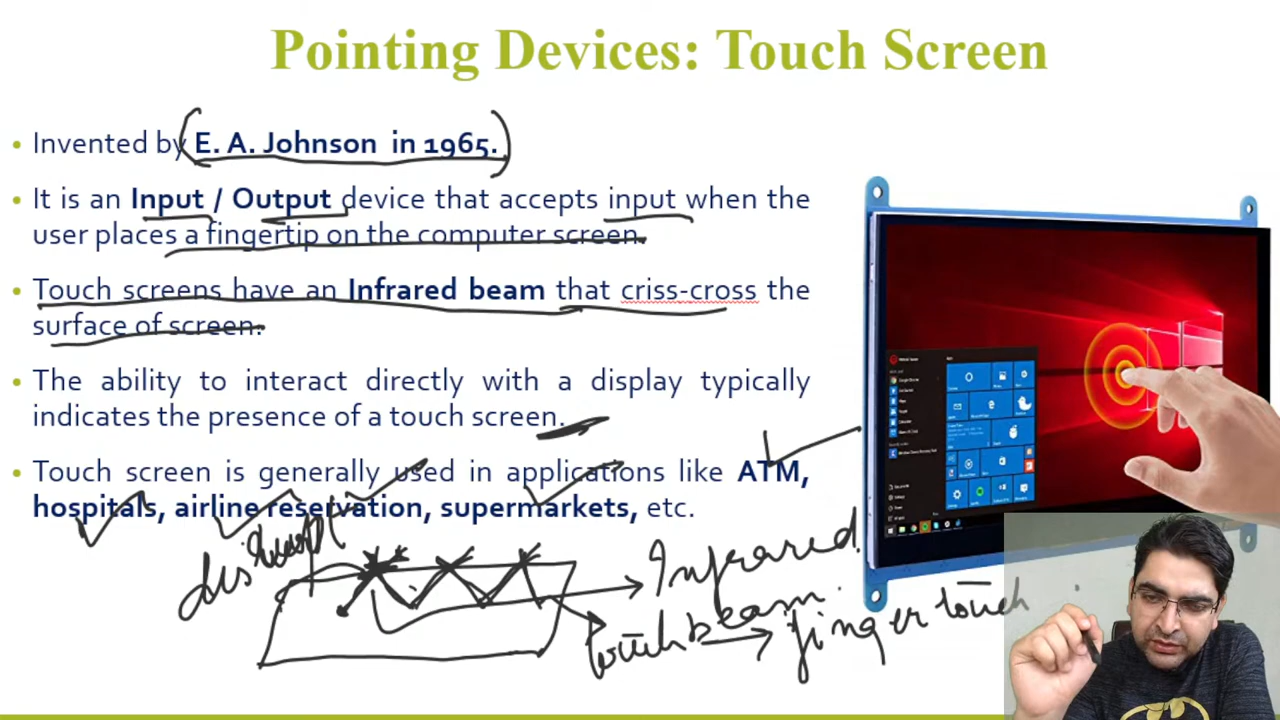 Pointing Devices: Touch Screen
• Invented by E. A. Johnson in 1965.
• It is an Input / Output device that accepts input when the
user places a fingertip on the computer screen.
• Touch screens have an Infrared beam that criss-cross the
surface of screen.
• The ability to interact directly with a display typically
indicates the presence of a touch screen.
• Touch screen is generally used in applications like ATM,
hospitals, airline reservation, supermarkets, etc.
Infrared
beam
touch
finger touch